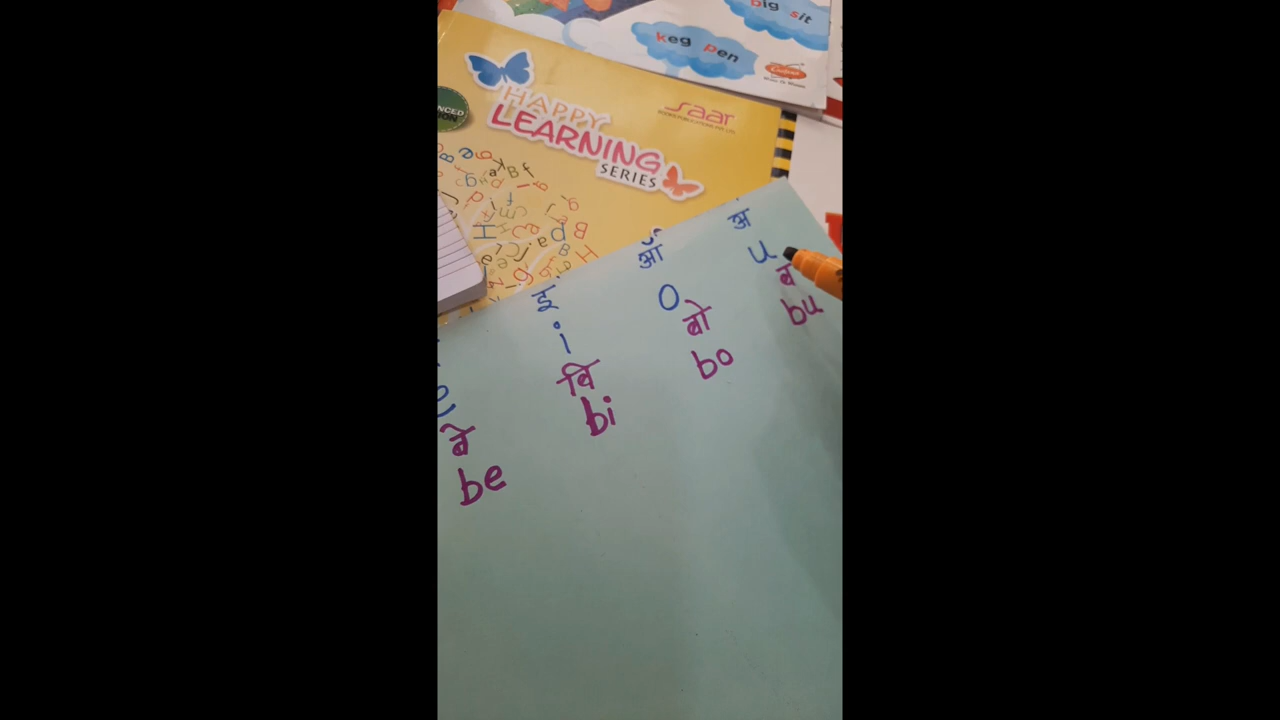 big sit
keg pen
saar
HAPPY
LEARNING
SERIES
अ
u
ब
bu
ऑ
o
बो
bo
इ
i
बि
bi
e
बे
be